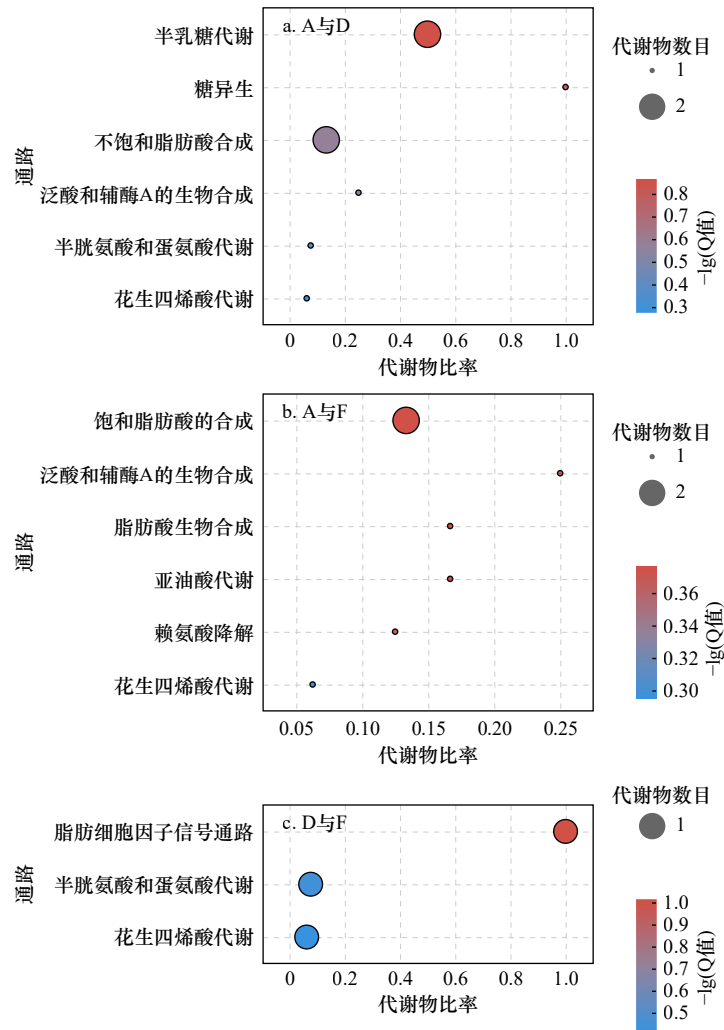 a. A与D
通路
半乳糖代谢
糖异生
不饱和脂肪酸合成
泛酸和辅酶A的生物合成
半胱氨酸和蛋氨酸代谢
花生四烯酸代谢
0 0.2 0.4 0.6 0.8 1.0
代谢物比率
代谢物数目
1
2
0.8
0.7
0.6
0.5
0.4
0.3
−lg(Q值)
b. A与F
通路
饱和脂肪酸的合成
泛酸和辅酶A的生物合成
脂肪酸生物合成
亚油酸代谢
赖氨酸降解
花生四烯酸代谢
0.05 0.10 0.15 0.20 0.25
代谢物比率
代谢物数目
1
2
0.36
0.34
0.32
0.30
−lg(Q值)
c. D与F
通路
脂肪细胞因子信号通路
半胱氨酸和蛋氨酸代谢
花生四烯酸代谢
0 0.2 0.4 0.6 0.8 1.0
代谢物比率
代谢物数目
1
1.0
0.9
0.8
0.7
0.6
0.5
−lg(Q值)